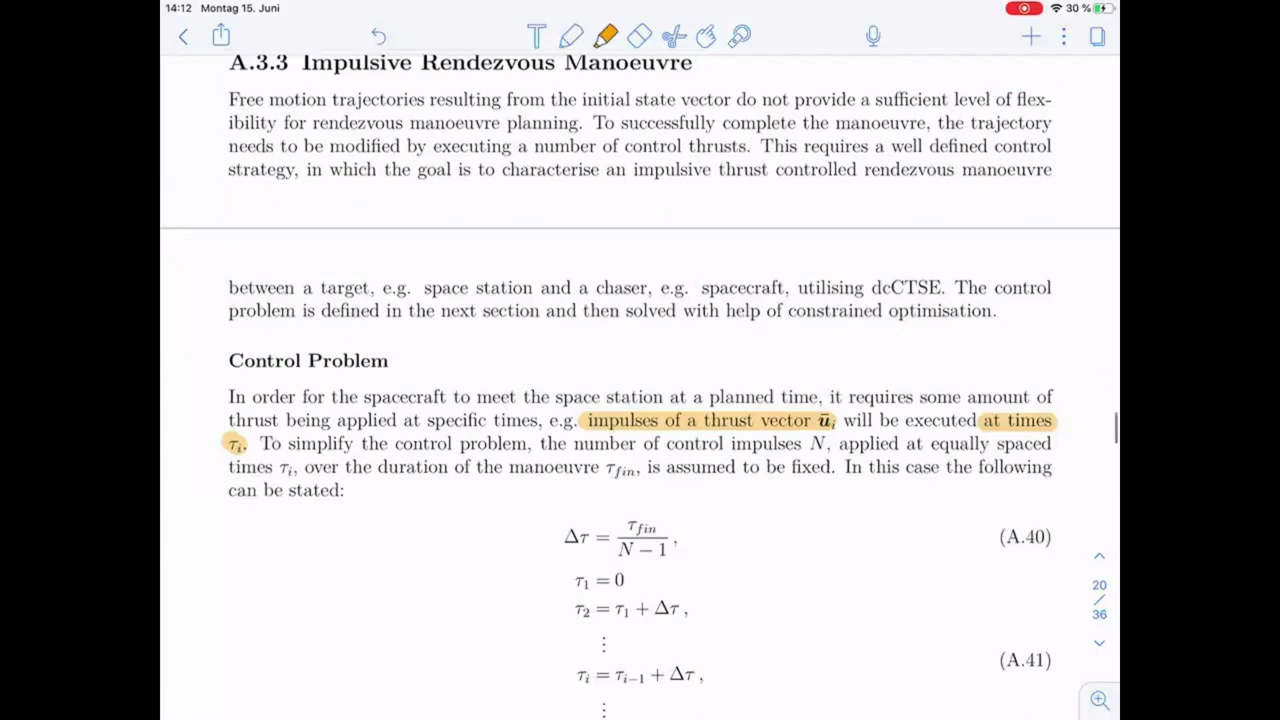 14:12 Montag 15. Juni
30 %
A.3.3 Impulsive Rendezvous Manoeuvre
Free motion trajectories resulting from the initial state vector do not provide a sufficient level of flex-
ibility for rendezvous manoeuvre planning. To successfully complete the manoeuvre, the trajectory
needs to be modified by executing a number of control thrusts. This requires a well defined control
strategy, in which the goal is to characterise an impulsive thrust controlled rendezvous manoeuvre
between a target, e.g. space station and a chaser, e.g. spacecraft, utilising dcCTSE. The control
problem is defined in the next section and then solved with help of constrained optimisation.
Control Problem
In order for the spacecraft to meet the space station at a planned time, it requires some amount of
thrust being applied at specific times, e.g. impulses of a thrust vector ū_i will be executed at times
τ_i. To simplify the control problem, the number of control impulses N, applied at equally spaced
times τ_i, over the duration of the manoeuvre τ_fin, is assumed to be fixed. In this case the following
can be stated:
Δτ = τ_fin / (N − 1), (A.40)
τ_1 = 0
τ_2 = τ_1 + Δτ,
⋮
τ_i = τ_{i−1} + Δτ, (A.41)
⋮
20
/
36